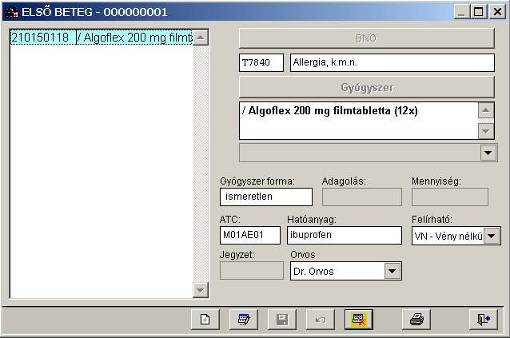 ELSŐ BETEG - 000000001
210150118 / Algoflex 200 mg filmt
BNO
T7840 Allergia, k.m.n.
Gyógyszer
/ Algoflex 200 mg filmtabletta (12x)
Gyógyszer forma: Adagolás: Mennyiség:
ismeretlen
ATC: Hatóanyag: Felírható:
M01AE01 ibuprofen VN - Vény nélkü
Jegyzet: Orvos
Dr. Orvos